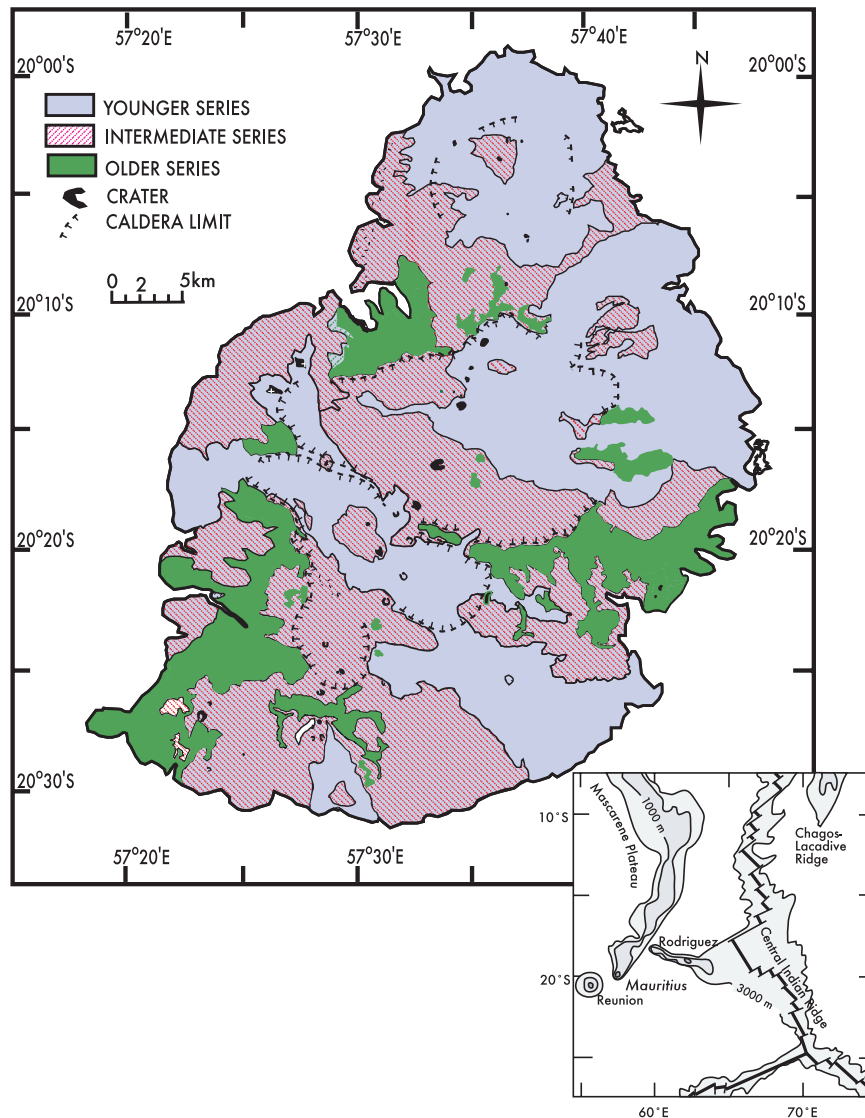 57°20'E
57°30'E
57°40'E
20°00'S
20°00'S
N
YOUNGER SERIES
INTERMEDIATE SERIES
OLDER SERIES
CRATER
CALDERA LIMIT
0 2 5km
20°10'S
20°10'S
20°20'S
20°20'S
20°30'S
57°20'E
57°30'E
10°S
Mascarene Plateau
1000 m
Chagos-
Lacadive
Ridge
Rodriguez
Central Indian Ridge
20°S
Mauritius
Reunion
3000 m
60°E
70°E